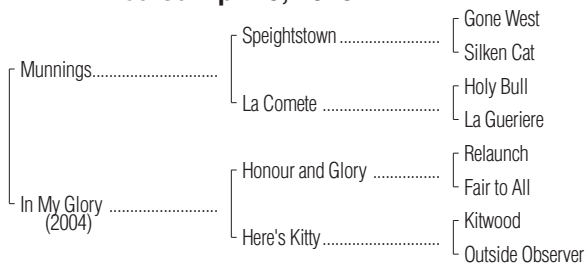 Speightstown
Gone West
Silken Cat
Munnings
La Comete
Holy Bull
La Gueriere
Honour and Glory
Relaunch
Fair to All
In My Glory
(2004)
Here's Kitty
Kitwood
Outside Observer